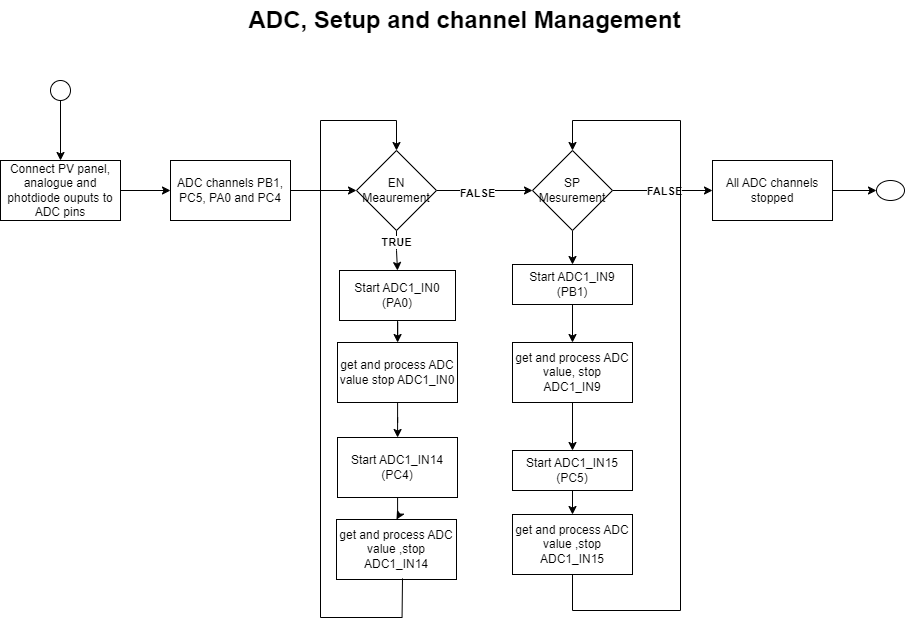 ADC, Setup and channel Management
Connect PV panel,
analogue and
photdiode ouputs to
ADC pins
ADC channels PB1,
PC5, PA0 and PC4
EN
Meaurement
FALSE
TRUE
Start ADC1_IN0
(PA0)
get and process ADC
value stop ADC1_IN0
Start ADC1_IN14
(PC4)
get and process ADC
value ,stop
ADC1_IN14
SP
Mesurement
FALSE
Start ADC1_IN9
(PB1)
get and process ADC
value, stop
ADC1_IN9
Start ADC1_IN15
(PC5)
get and process ADC
value ,stop
ADC1_IN15
All ADC channels
stopped